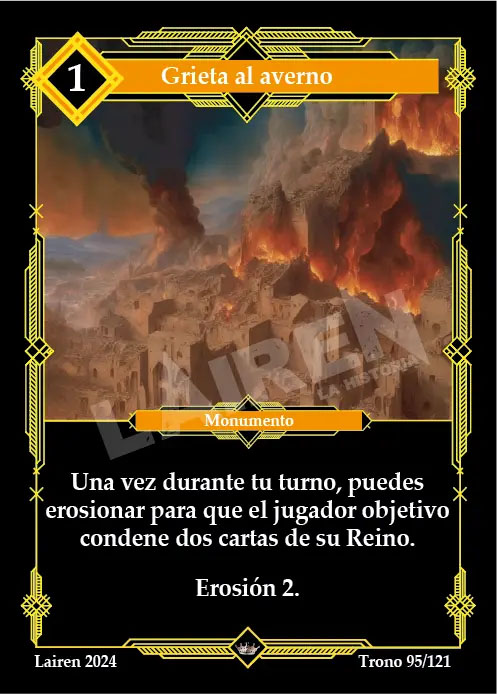 1
Grieta al averno
LAIREN
LA HISTORIA
Monumento
Una vez durante tu turno, puedes
erosionar para que el jugador objetivo
condene dos cartas de su Reino.
Erosión 2.
Lairen 2024
Trono 95/121